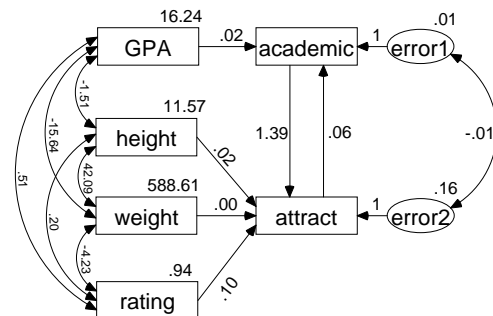 16.24
.01
GPA
.02
academic
1
error1
-1.51
11.57
-15.64
height
1.39
.06
-.01
.51
.02
42.09
588.61
.16
.20
weight
.00
attract
1
error2
-4.23
.94
.10
rating